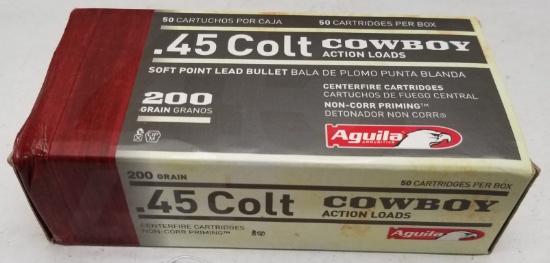 50 CARTUCHOS POR CAJA 50 CARTRIDGES PER BOX
.45 Colt COWBOY
ACTION LOADS
SOFT POINT LEAD BULLET BALA DE PLOMO PUNTA BLANDA
200
GRAIN GRANOS
CENTERFIRE CARTRIDGES
CARTUCHOS DE FUEGO CENTRAL
NON-CORR PRIMING™
DETONADOR NON CORR®
Aguila
AMMUNITION
200 GRAIN
50 CARTRIDGES PER BOX
.45 Colt COWBOY
ACTION LOADS
CENTERFIRE CARTRIDGES
NON-CORR PRIMING™
Aguila